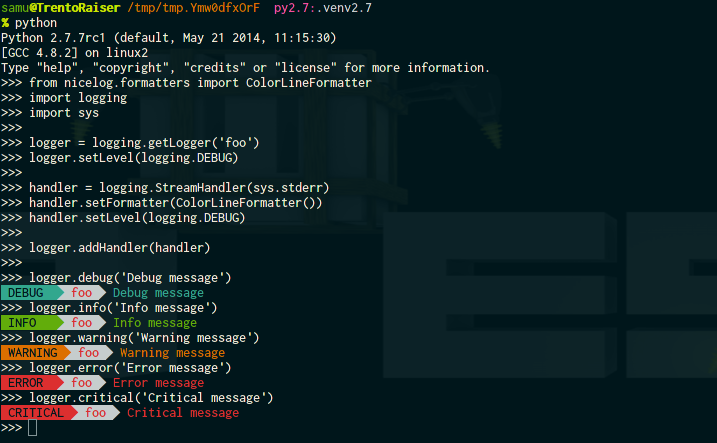 samu@TrentoRaiser /tmp/tmp.Ymw0dfxOrF  py2.7:.venv2.7
% python
Python 2.7.7rc1 (default, May 21 2014, 11:15:30)
[GCC 4.8.2] on linux2
Type "help", "copyright", "credits" or "license" for more information.
>>> from nicelog.formatters import ColorLineFormatter
>>> import logging
>>> import sys
>>>
>>> logger = logging.getLogger('foo')
>>> logger.setLevel(logging.DEBUG)
>>>
>>> handler = logging.StreamHandler(sys.stderr)
>>> handler.setFormatter(ColorLineFormatter())
>>> handler.setLevel(logging.DEBUG)
>>>
>>> logger.addHandler(handler)
>>>
>>> logger.debug('Debug message')
DEBUG foo Debug message
>>> logger.info('Info message')
INFO foo Info message
>>> logger.warning('Warning message')
WARNING foo Warning message
>>> logger.error('Error message')
ERROR foo Error message
>>> logger.critical('Critical message')
CRITICAL foo Critical message
>>>